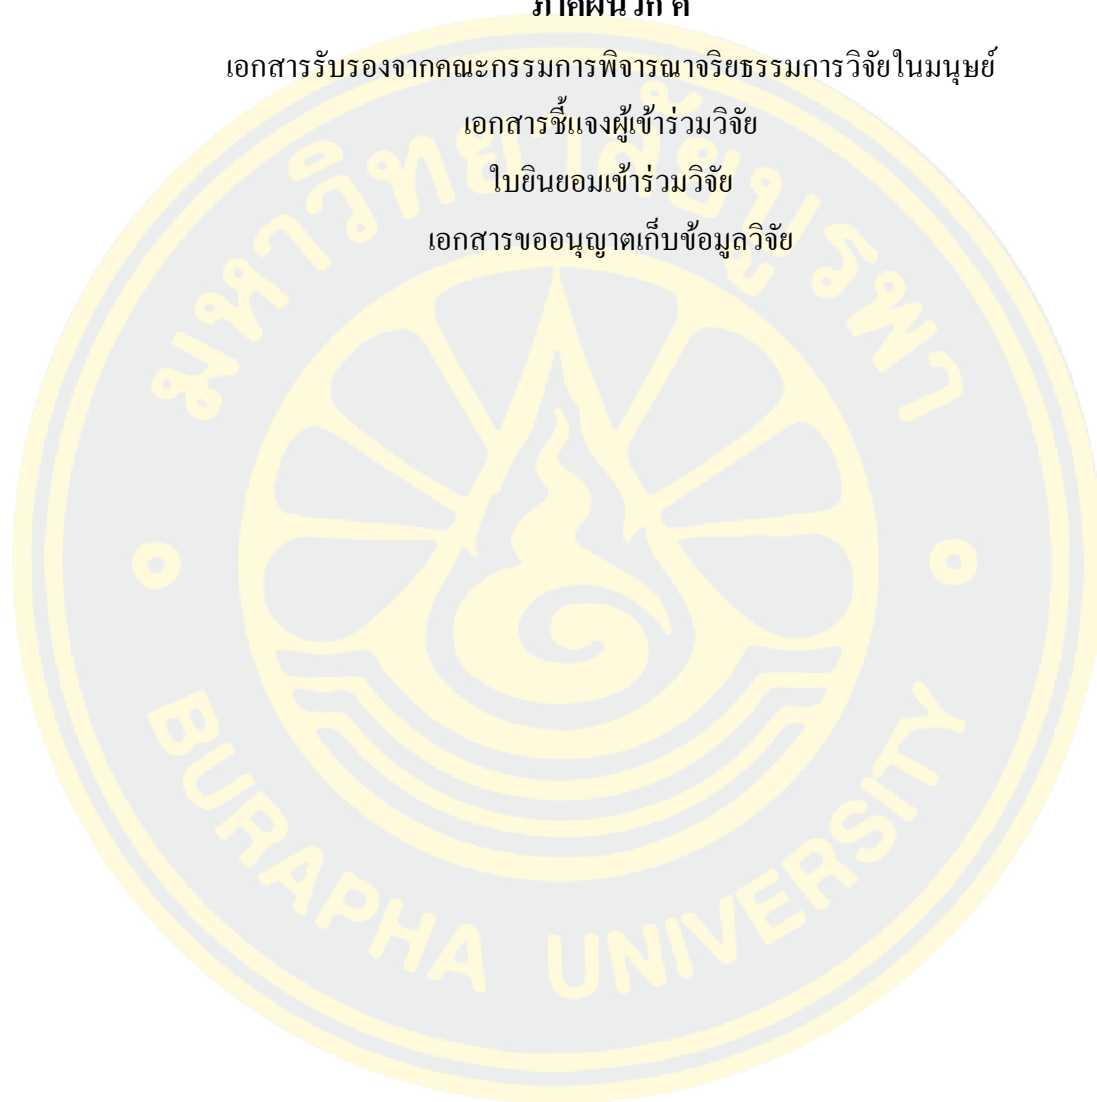 ภาคผนวก ค
เอกสารรับรองจากคณะกรรมการพิจารณาจริยธรรมการวิจัยในมนุษย์
เอกสารชี้แจงผู้เข้าร่วมวิจัย
ใบยินยอมเข้าร่วมวิจัย
เอกสารขออนุญาตเก็บข้อมูลวิจัย
มหาวิทยาลัยบูรพา
BURAPHA UNIVERSITY